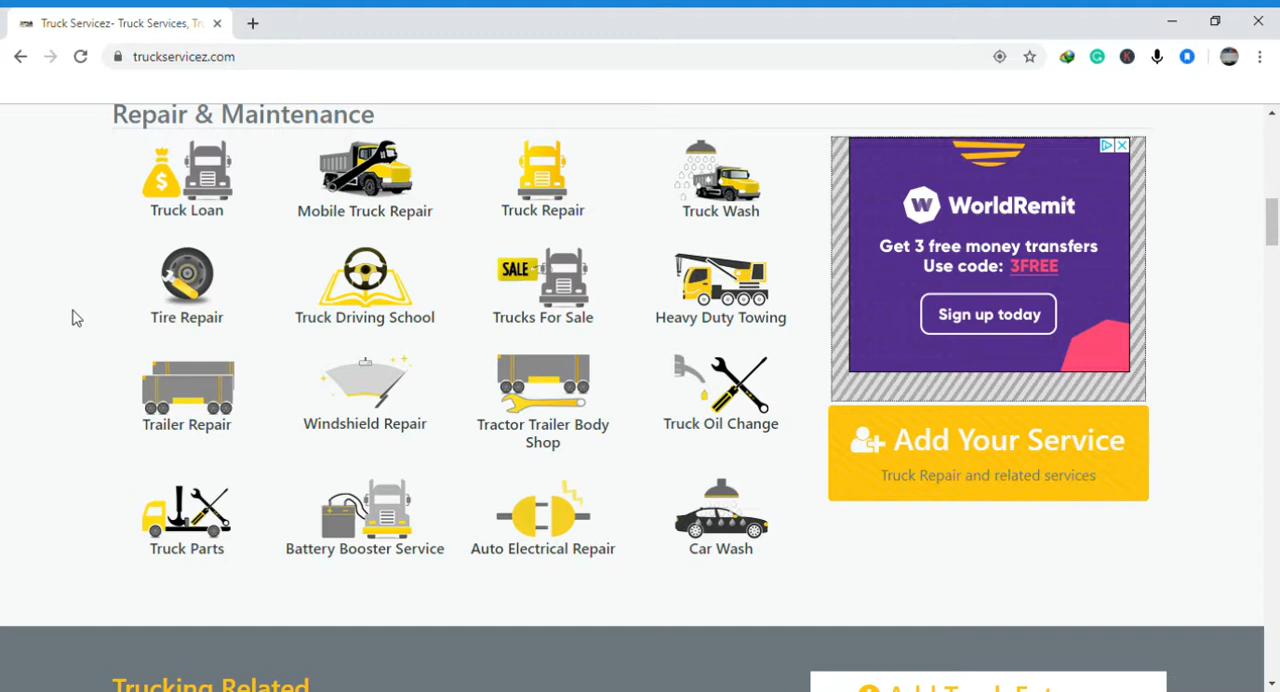 Truck Servicez- Truck Services, Tr
truckservicez.com
Repair & Maintenance
Truck Loan
Mobile Truck Repair
Truck Repair
Truck Wash
Tire Repair
Truck Driving School
SALE
Trucks For Sale
Heavy Duty Towing
Trailer Repair
Windshield Repair
Tractor Trailer Body
Shop
Truck Oil Change
Truck Parts
Battery Booster Service
Auto Electrical Repair
Car Wash
WorldRemit
Get 3 free money transfers
Use code: 3FREE
Sign up today
Add Your Service
Truck Repair and related services
Trucking Related